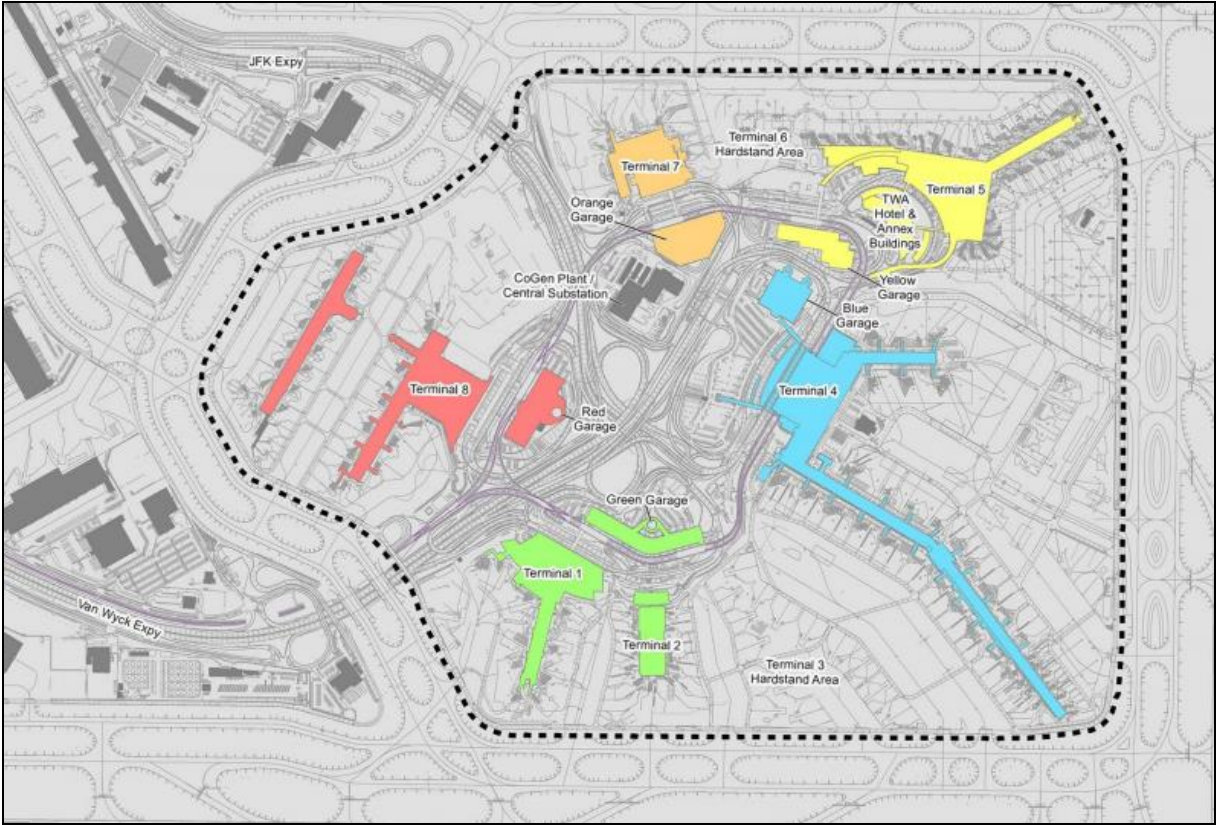 JFK Expy
Terminal 6
Hardstand Area
Terminal 7
Terminal 5
Orange
Garage
TWA
Hotel &
Annex
Buildings
CoGen Plant /
Central Substation
Yellow
Garage
Blue
Garage
Terminal 8
Terminal 4
Red
Garage
Green Garage
Terminal 1
Van Wyck Expy
Terminal 2
Terminal 3
Hardstand Area